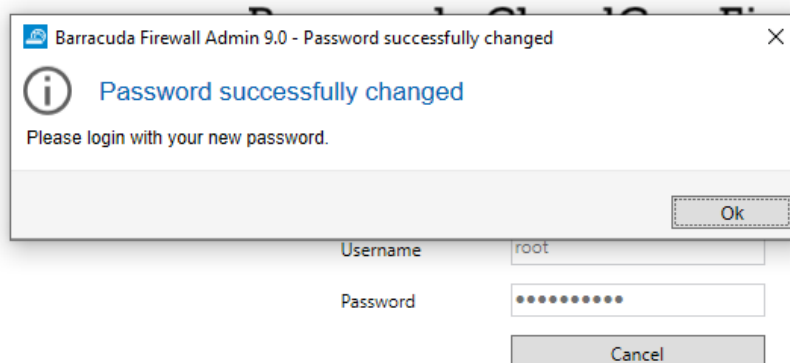 Barracuda Firewall Admin 9.0 - Password successfully changed
Password successfully changed
Please login with your new password.
Ok
Username root
Password ●●●●●●●●●●
Cancel